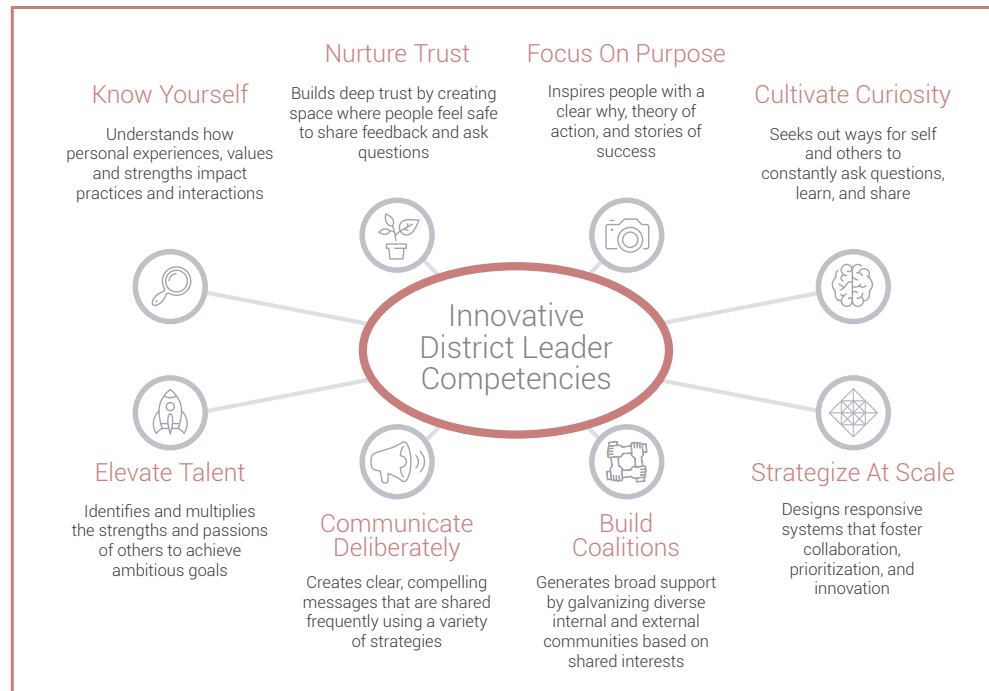 Know Yourself
Understands how
personal experiences, values
and strengths impact
practices and interactions
Nurture Trust
Builds deep trust by creating
space where people feel safe
to share feedback and ask
questions
Focus On Purpose
Inspires people with a
clear why, theory of
action, and stories of
success
Cultivate Curiosity
Seeks out ways for self
and others to
constantly ask questions,
learn, and share
Innovative
District Leader
Competencies
Elevate Talent
Identifies and multiplies
the strengths and passions
of others to achieve
ambitious goals
Communicate
Deliberately
Creates clear, compelling
messages that are shared
frequently using a variety
of strategies
Build
Coalitions
Generates broad support
by galvanizing diverse
internal and external
communities based on
shared interests
Strategize At Scale
Designs responsive
systems that foster
collaboration,
prioritization, and
innovation